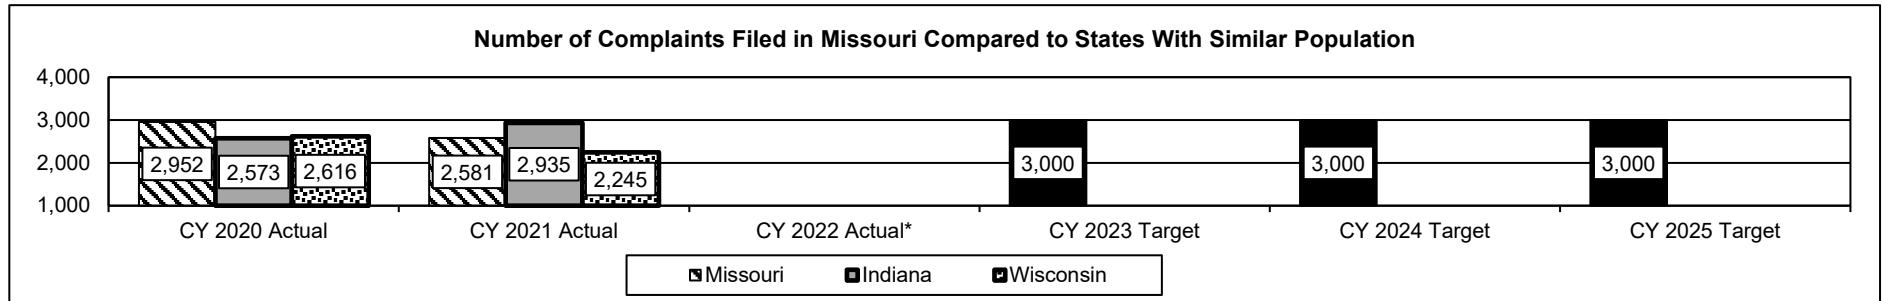 Number of Complaints Filed in Missouri Compared to States With Similar Population
4,000
3,000
2,000
1,000
2,952
2,573
2,616
2,581
2,935
2,245
3,000
3,000
3,000
CY 2020 Actual
CY 2021 Actual
CY 2022 Actual*
CY 2023 Target
CY 2024 Target
CY 2025 Target
Missouri
Indiana
Wisconsin